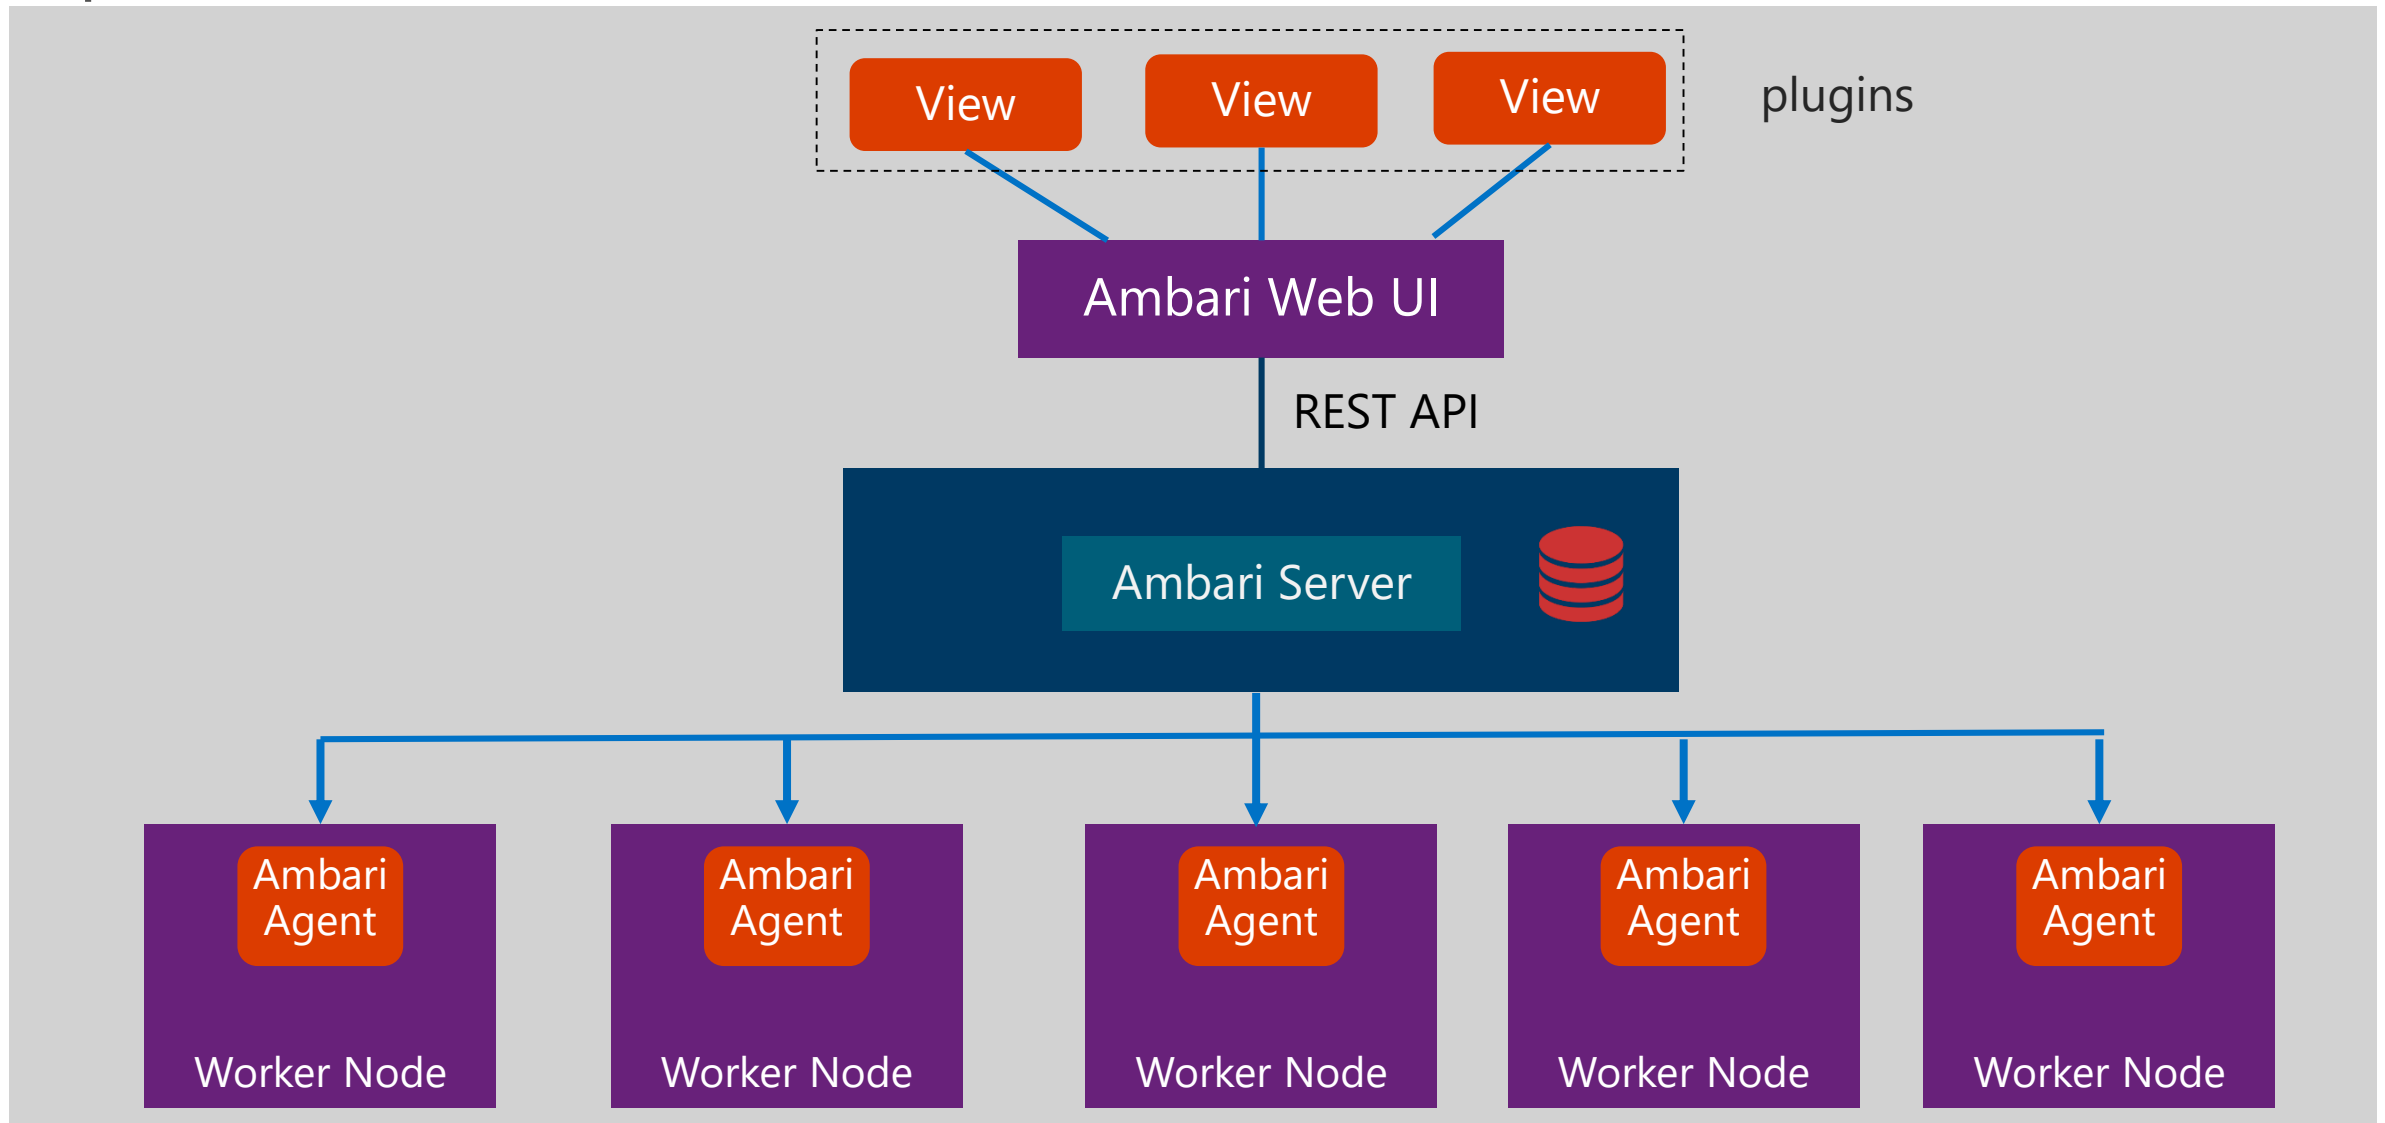 View
View
View
plugins
Ambari Web UI
REST API
Ambari Server
Ambari
Agent
Worker Node
Ambari
Agent
Worker Node
Ambari
Agent
Worker Node
Ambari
Agent
Worker Node
Ambari
Agent
Worker Node